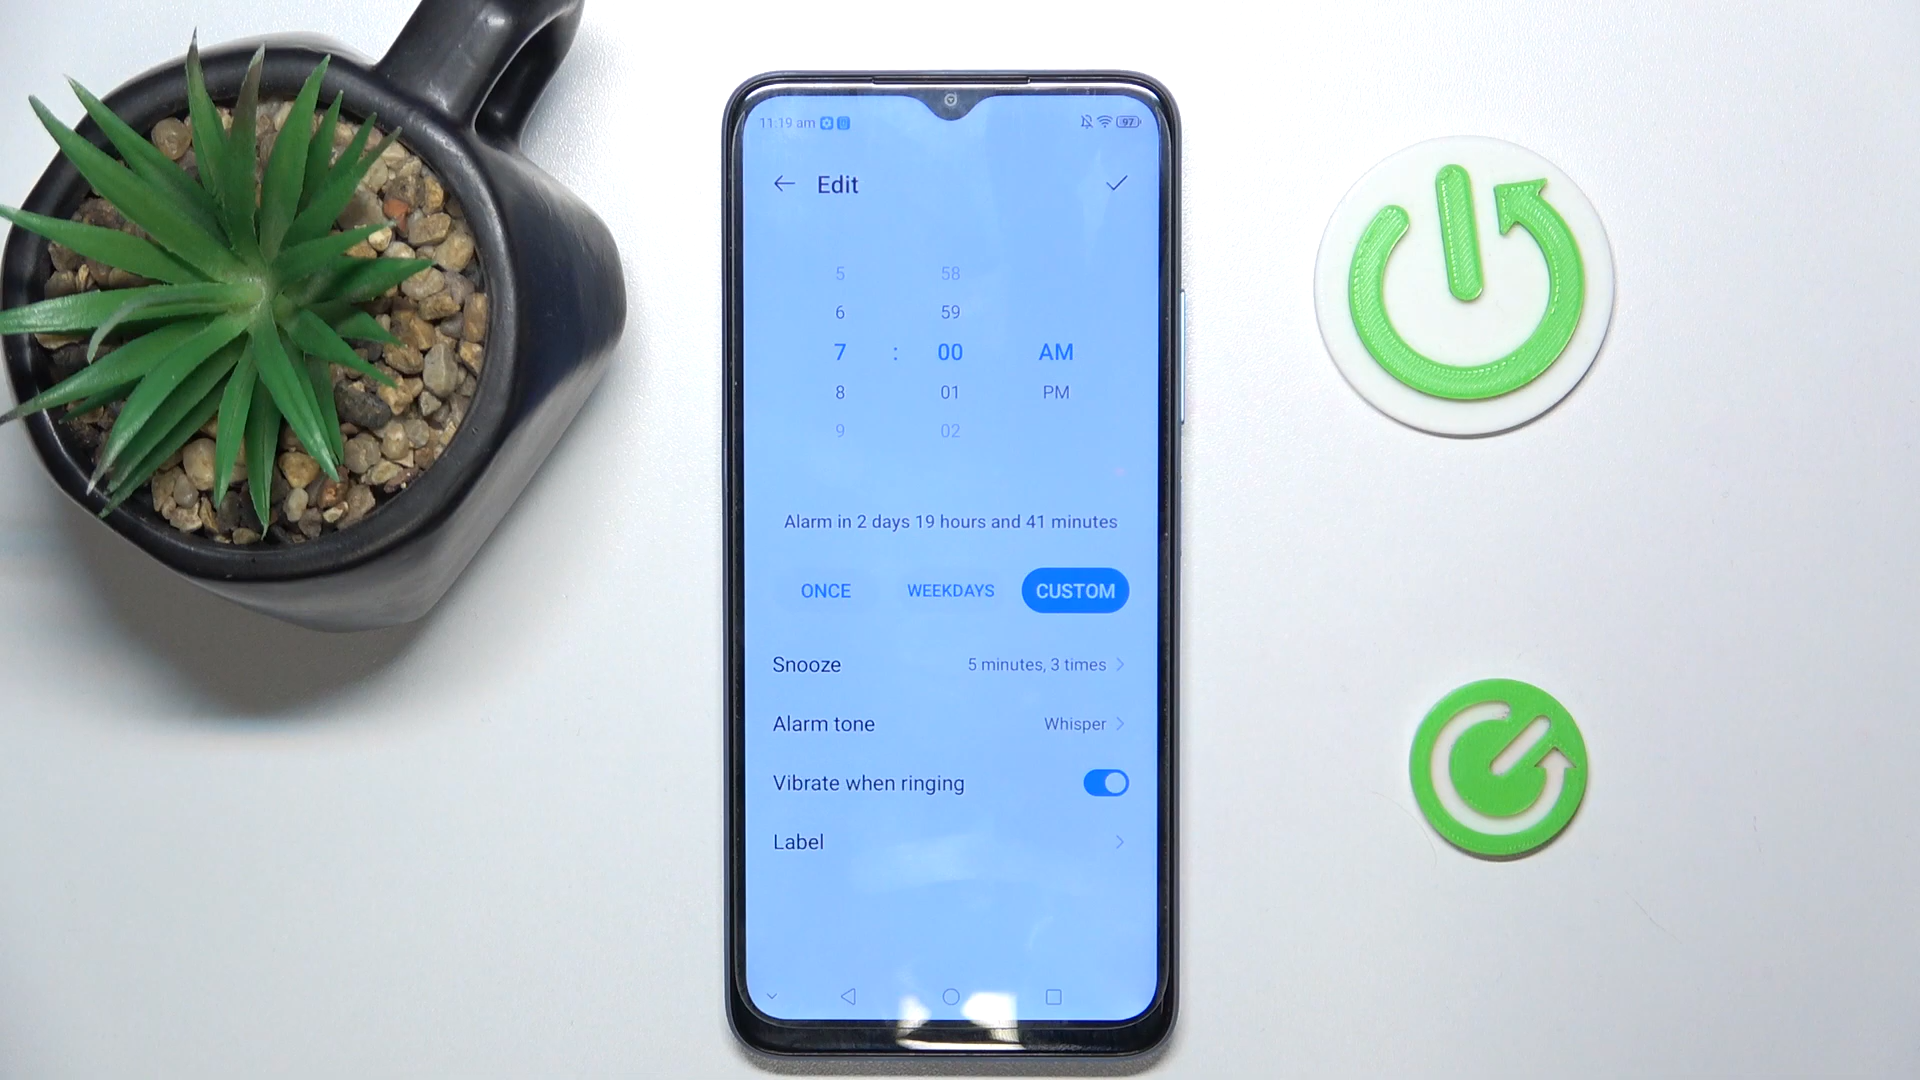 11:19 am 97
Edit
5 58
6 59
7 : 00 AM
8 01 PM
9 02
Alarm in 2 days 19 hours and 41 minutes
ONCE WEEKDAYS CUSTOM
Snooze 5 minutes, 3 times
Alarm tone Whisper
Vibrate when ringing
Label